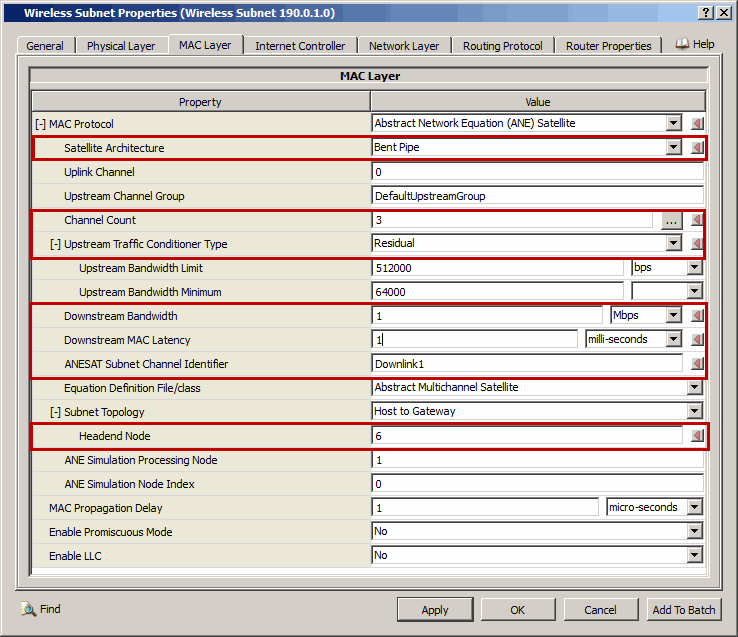 Wireless Subnet Properties (Wireless Subnet 190.0.1.0)
General Physical Layer MAC Layer Internet Controller Network Layer Routing Protocol Router Properties Help
MAC Layer
Property Value
[-] MAC Protocol Abstract Network Equation (ANE) Satellite
Satellite Architecture Bent Pipe
Uplink Channel 0
Upstream Channel Group DefaultUpstreamGroup
Channel Count 3 ...
[-] Upstream Traffic Conditioner Type Residual
Upstream Bandwidth Limit 512000 bps
Upstream Bandwidth Minimum 64000
Downstream Bandwidth 1 Mbps
Downstream MAC Latency 1 milli-seconds
ANESAT Subnet Channel Identifier Downlink1
Equation Definition File/class Abstract Multichannel Satellite
[-] Subnet Topology Host to Gateway
Headend Node 6
ANE Simulation Processing Node 1
ANE Simulation Node Index 0
MAC Propagation Delay 1 micro-seconds
Enable Promiscuous Mode No
Enable LLC No
Find Apply OK Cancel Add To Batch